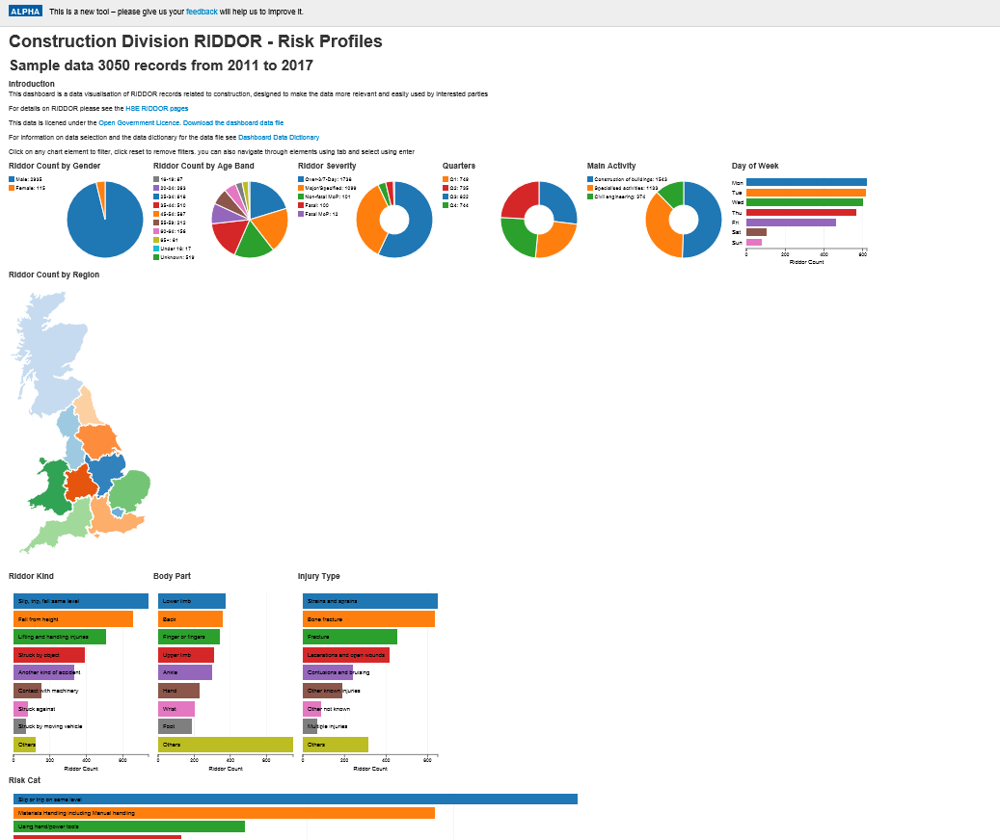 ALPHA This is a new tool – please give us your feedback will help us to improve it.
Construction Division RIDDOR - Risk Profiles
Sample data 3050 records from 2011 to 2017
Introduction
This dashboard is a data visualisation of RIDDOR records related to construction, designed to make the data more relevant and easily used by interested parties
For details on RIDDOR please see the HSE RIDDOR pages
This data is licened under the Open Government Licence. Download the dashboard data file
For information on data selection and the data dictionary for the data file see Dashboard Data Dictionary
Click on any chart element to filter, click reset to remove filters. you can also navigate through elements using tab and select using enter
Riddor Count by Gender
Male: 2935
Female: 115
Riddor Count by Age Band
16-19: 87
20-24: 263
25-34: 616
35-44: 510
45-54: 587
55-59: 212
60-64: 156
65+: 81
Under 16: 17
Unknown: 519
Riddor Severity
Over-3/7-Day: 1738
Major/Specified: 1099
Non-fatal MoP: 101
Fatal: 100
Fatal MoP: 12
Quarters
Q1: 749
Q2: 735
Q3: 822
Q4: 744
Main Activity
Construction of buildings: 1543
Specialised activities: 1133
Civil engineering: 374
Day of Week
Mon
Tue
Wed
Thu
Fri
Sat
Sun
0 200 400 600
Riddor Count
Riddor Count by Region
Riddor Kind
Slip, trip, fall same level
Fall from height
Lifting and handling injuries
Struck by object
Another kind of accident
Contact with machinery
Struck against
Struck by moving vehicle
Others
0 200 400 600
Riddor Count
Body Part
Lower limb
Back
Finger or fingers
Upper limb
Ankle
Hand
Wrist
Foot
Others
0 200 400 600
Riddor Count
Injury Type
Strains and sprains
Bone fracture
Fracture
Lacerations and open wounds
Contusions and bruising
Other known injuries
Other not known
Multiple injuries
Others
0 200 400 600
Riddor Count
Risk Cat
Slip or trip on same level
Materials Handling including Manual handling
Using hand/power tools